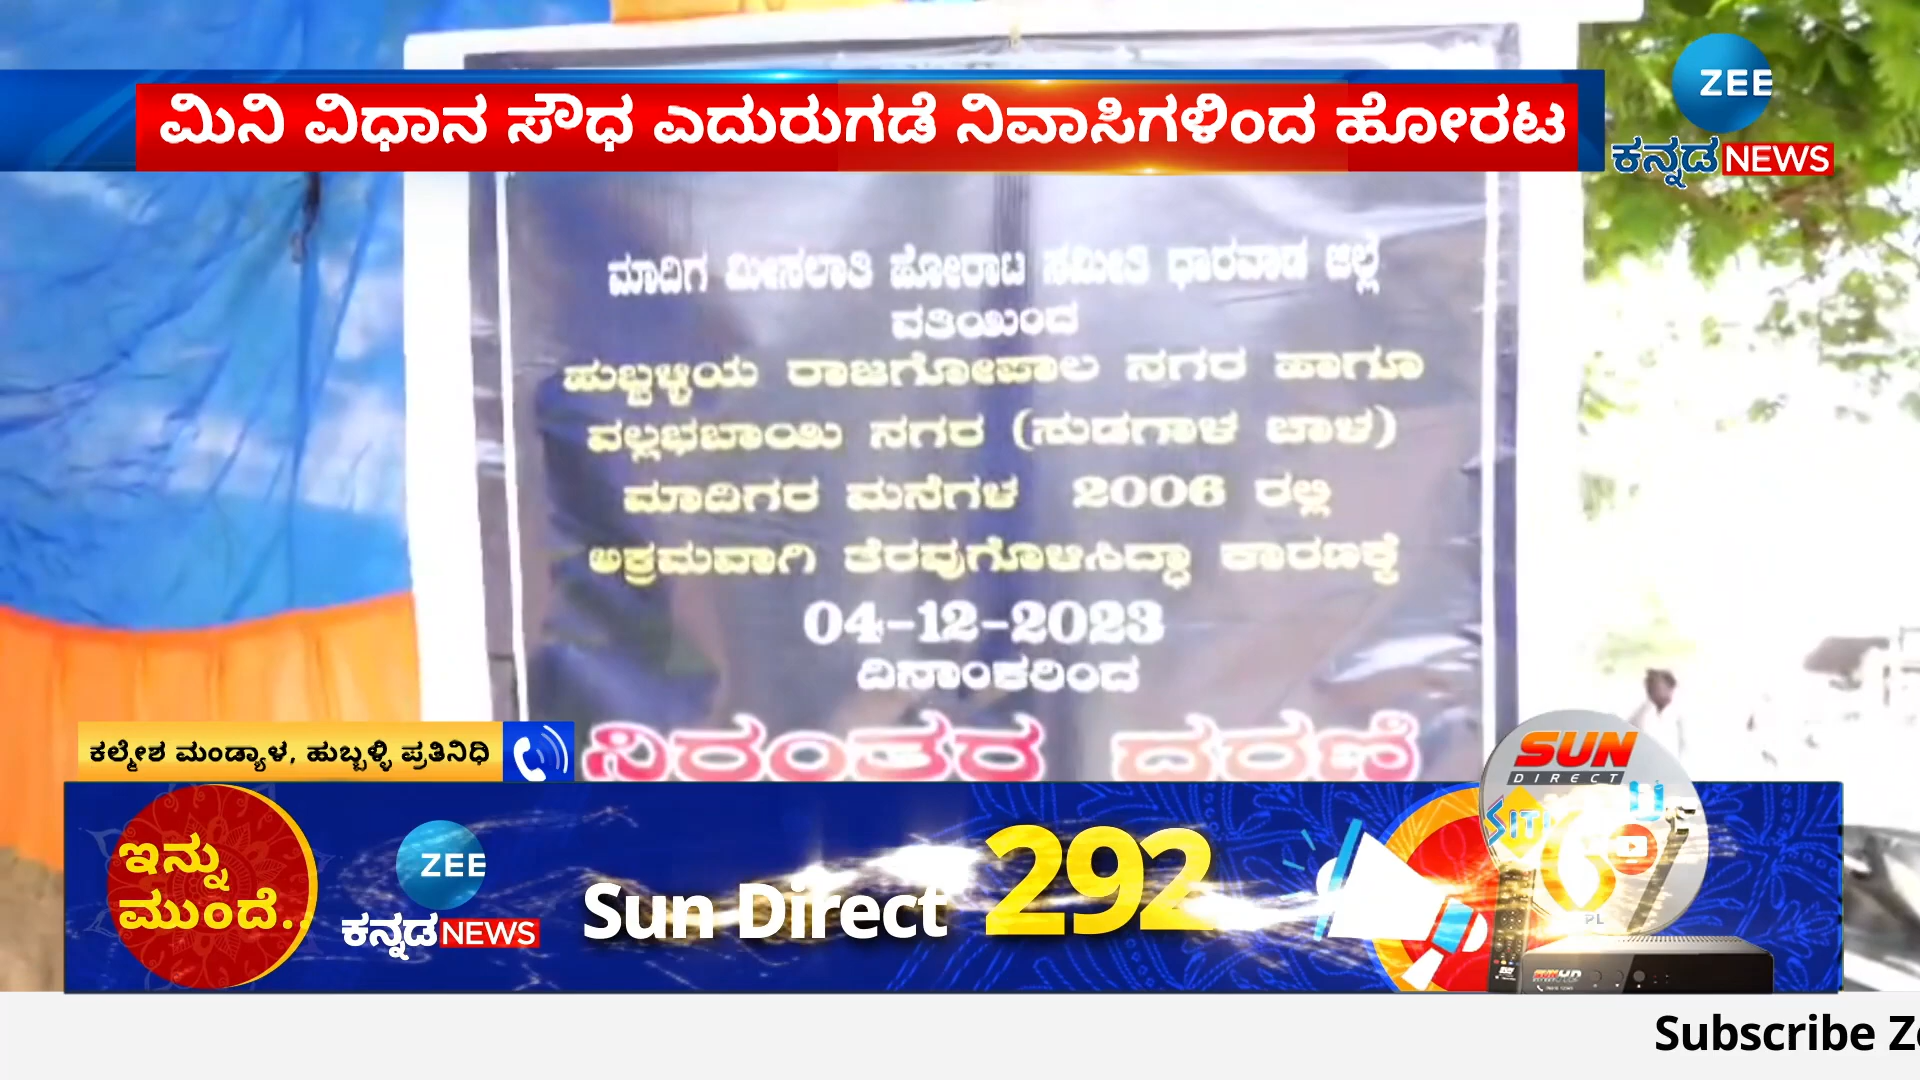 ಮಿನಿ ವಿಧಾನ ಸೌಧ ಎದುರುಗಡೆ ನಿವಾಸಿಗಳಿಂದ ಹೋರಟ
ZEE
ಕನ್ನಡ NEWS
ಮಾದಿಗ ಮೀಸಲಾತಿ ಹೋರಾಟ ಸಮೀತಿ ಧಾರವಾಡ ಜಿಲ್ಲೆ
ವತಿಯಿಂದ
ಹುಬ್ಬಳ್ಳಿಯ ರಾಜಗೋಪಾಲ ನಗರ ಹಾಗೂ
ವಲ್ಲಭಬಾಯಿ ನಗರ (ಸುಡಗಾಳ ಚಾಳ)
ಮಾದಿಗರ ಮನೆಗಳ 2006 ರಲ್ಲಿ
ಅಕ್ರಮವಾಗಿ ತೆರವುಗೊಳಿಸಿದ್ಧಾ ಕಾರಣಕ್ಕೆ
04-12-2023
ದಿನಾಂಕರಿಂದ
ನಿರಂತರ ದರಣಿ
ಕಲ್ಮೇಶ ಮಂಡ್ಯಾಳ, ಹುಬ್ಬಳ್ಳಿ ಪ್ರತಿನಿಧಿ
ಇನ್ನು
ಮುಂದೆ..
ZEE
ಕನ್ನಡ NEWS
Sun Direct 292
SUN
DIRECT
Subscribe